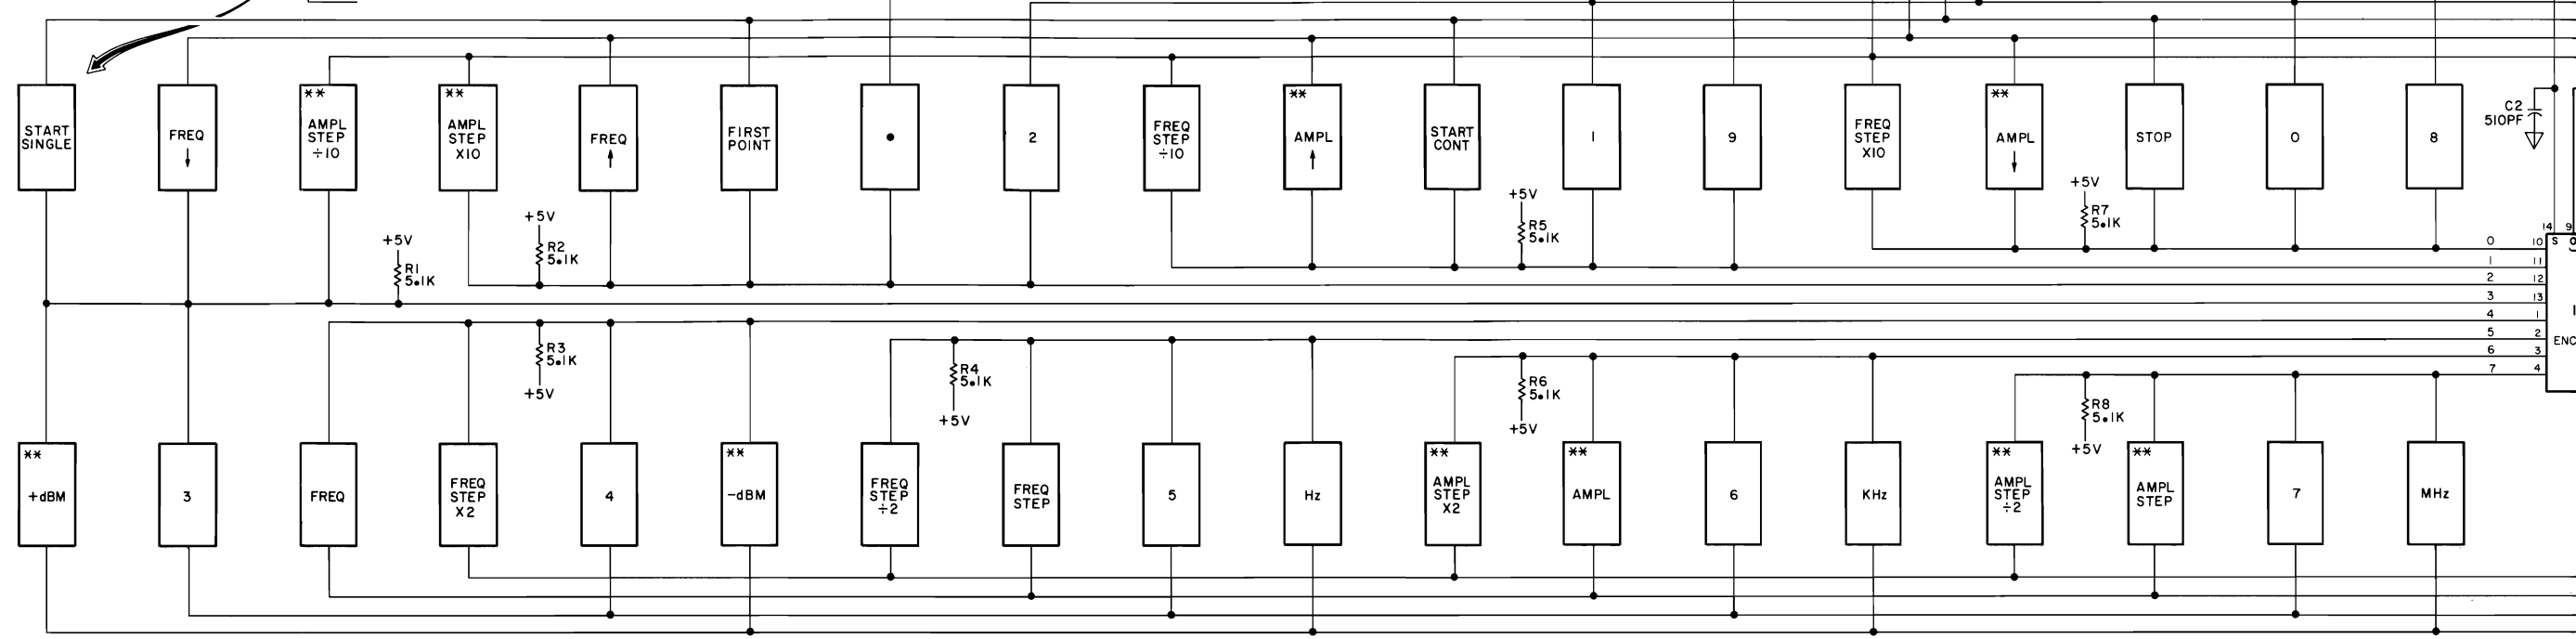 START
SINGLE
FREQ
↓
**
AMPL
STEP
÷10
**
AMPL
STEP
X10
FREQ
↑
FIRST
POINT
•
2
FREQ
STEP
÷10
**
AMPL
↑
START
CONT
1
9
FREQ
STEP
X10
**
AMPL
↓
STOP
0
8
C2
510PF
+5V
R1
5.1K
+5V
R2
5.1K
+5V
R5
5.1K
+5V
R7
5.1K
14 9
0 10 S
1 11
2 12
3 13
4 1
5 2
6 3
7 4
ENC
R3
5.1K
+5V
R4
5.1K
+5V
R6
5.1K
+5V
R8
5.1K
+5V
**
+dBM
3
FREQ
FREQ
STEP
X2
4
**
-dBM
FREQ
STEP
÷2
FREQ
STEP
5
Hz
**
AMPL
STEP
X2
**
AMPL
6
KHz
**
AMPL
STEP
÷2
**
AMPL
STEP
7
MHz